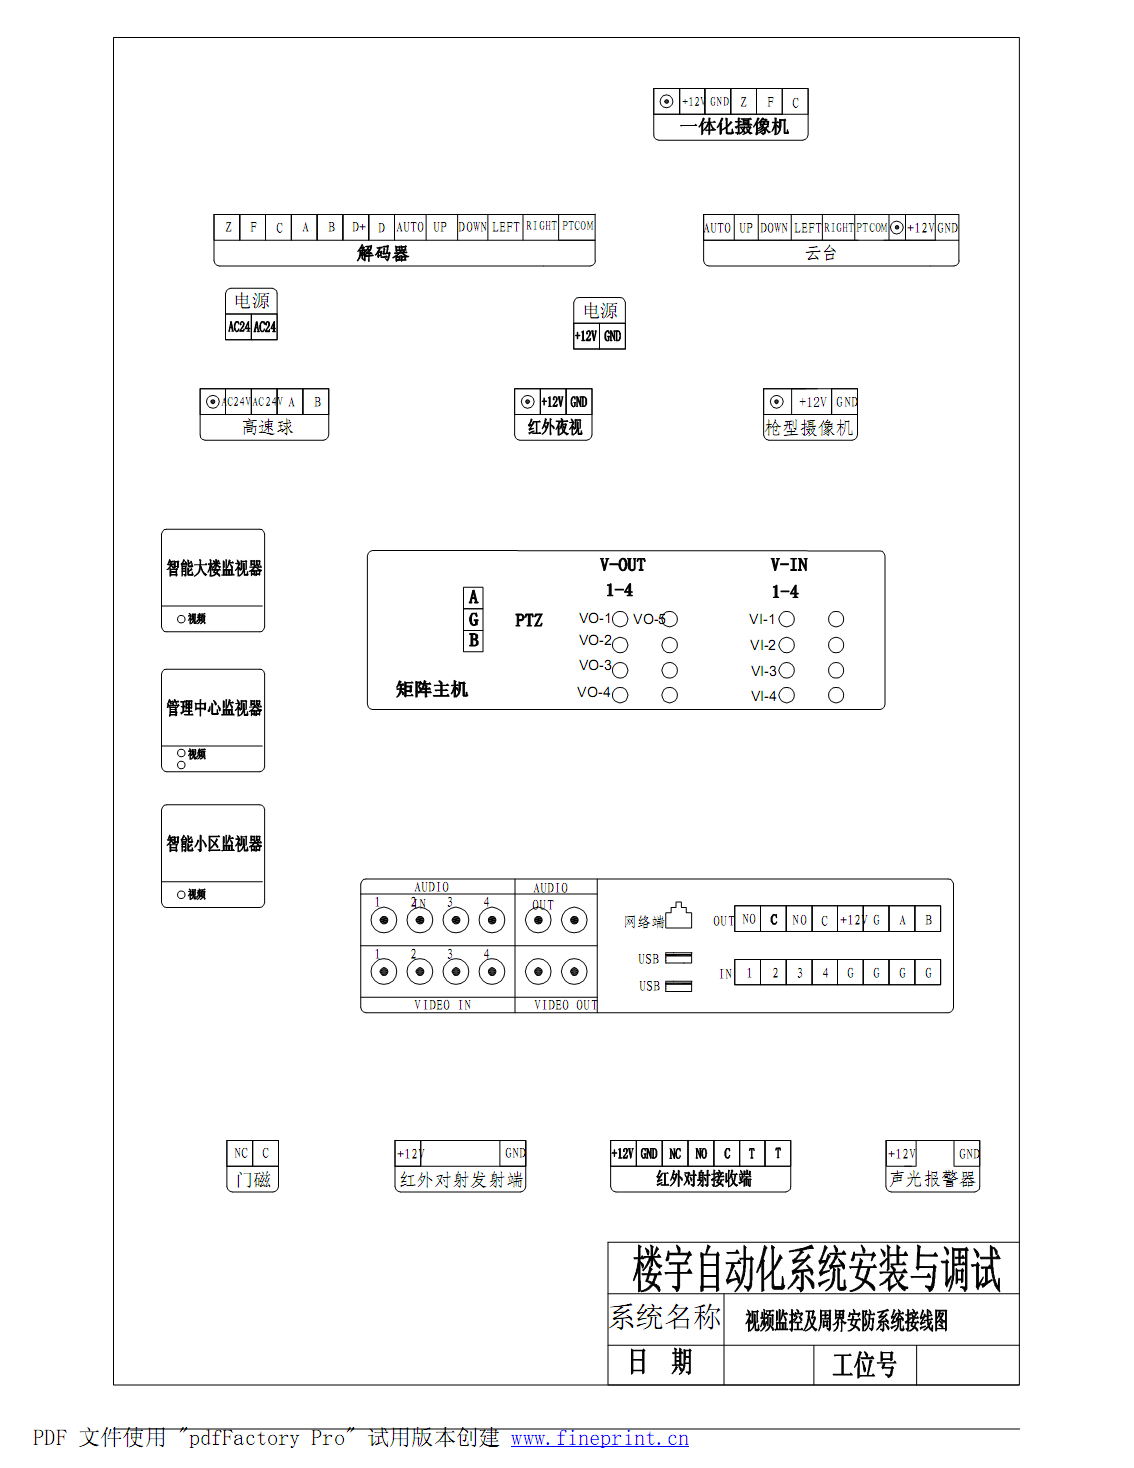 +12V GND Z F C
一体化摄像机
Z F C A B D+ D AUTO UP DOWN LEFT RIGHT PTCOM
解码器
AUTO UP DOWN LEFT RIGHT PTCOM +12V GND
云台
电源
AC24 AC24
电源
+12V GND
AC24V AC24V A B
高速球
+12V GND
红外夜视
+12V GND
枪型摄像机
智能大楼监视器
视频
管理中心监视器
视频
智能小区监视器
视频
V-OUT V-IN
1-4 1-4
A
G PTZ
B
VO-1 VO-5 VI-1
VO-2 VI-2
VO-3 VI-3
VO-4 VI-4
矩阵主机
AUDIO IN AUDIO OUT
1 2 3 4
1 2 3 4
VIDEO IN VIDEO OUT
网络端
USB
USB
OUT NO C NO C +12V G A B
IN 1 2 3 4 G G G G
NC C
门磁
+12V GND
红外对射发射端
+12V GND NC NO C T T
红外对射接收端
+12V GND
声光报警器
楼宇自动化系统安装与调试
系统名称 视频监控及周界安防系统接线图
日 期 工位号
PDF 文件使用 "pdfFactory Pro" 试用版本创建 www.fineprint.cn